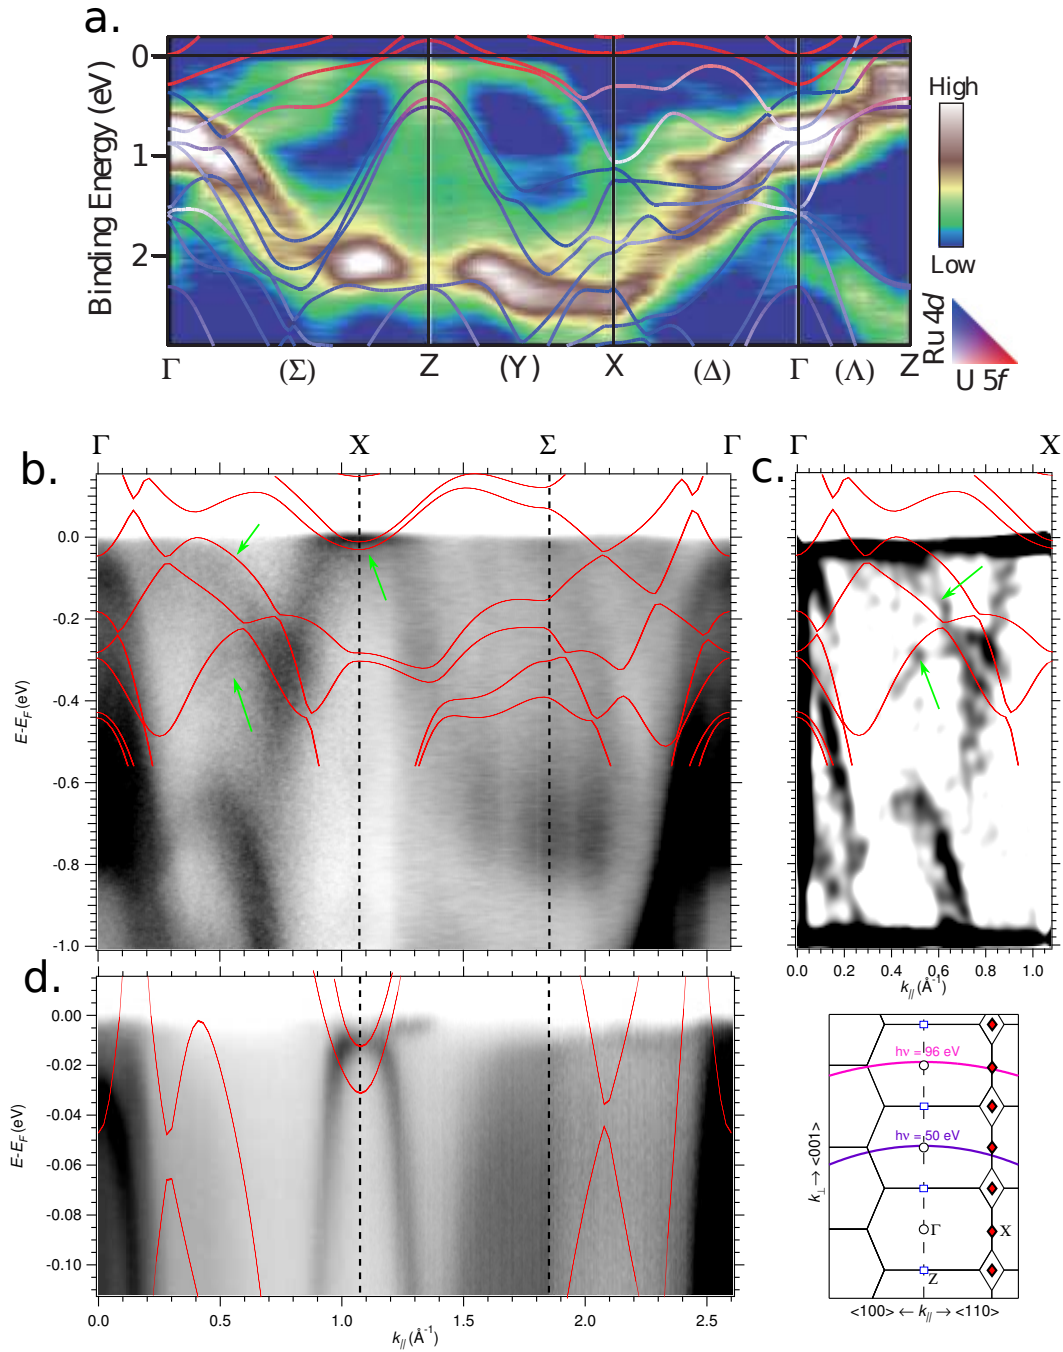 a.
Binding Energy (eV)
0
1
2
Γ (Σ) Z (Y) X (Δ) Γ (Λ) Z
High
Low
Ru 4d
U 5f
b.
Γ X Σ Γ
E-E_F (eV)
0.0
-0.2
-0.4
-0.6
-0.8
-1.0
c.
Γ X
0.0 0.2 0.4 0.6 0.8 1.0
k_{//} (Å⁻¹)
d.
E-E_F (eV)
0.00
-0.02
-0.04
-0.06
-0.08
-0.10
0.0 0.5 1.0 1.5 2.0 2.5
k_{//} (Å⁻¹)
hν = 96 eV
hν = 50 eV
Γ
X
Z
k_⊥ → <001>
<100> ← k_{//} → <110>